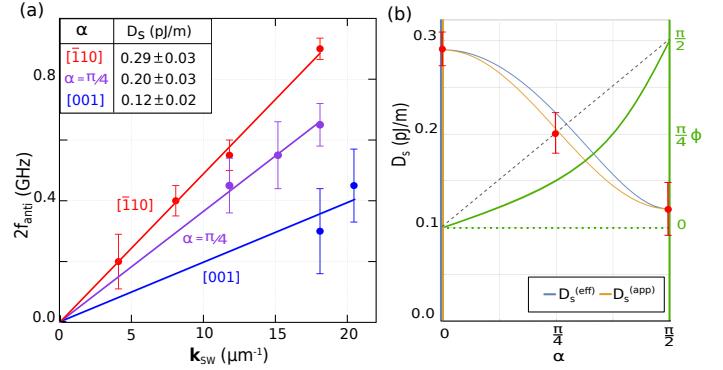 (a)
α D_S (pJ/m)
[1̅10] 0.29±0.03
α=π/4 0.20±0.03
[001] 0.12±0.02
2f_anti (GHz)
0.8
0.4
0.0
[1̅10]
α=π/4
[001]
0 5 10 15 20
k_SW (μm⁻¹)
(b)
D_s (pJ/m)
0.3
0.2
0.1
0.0
π/2
π/4 ϕ
0
D_s^(eff) D_s^(app)
0 π/4 π/2
α